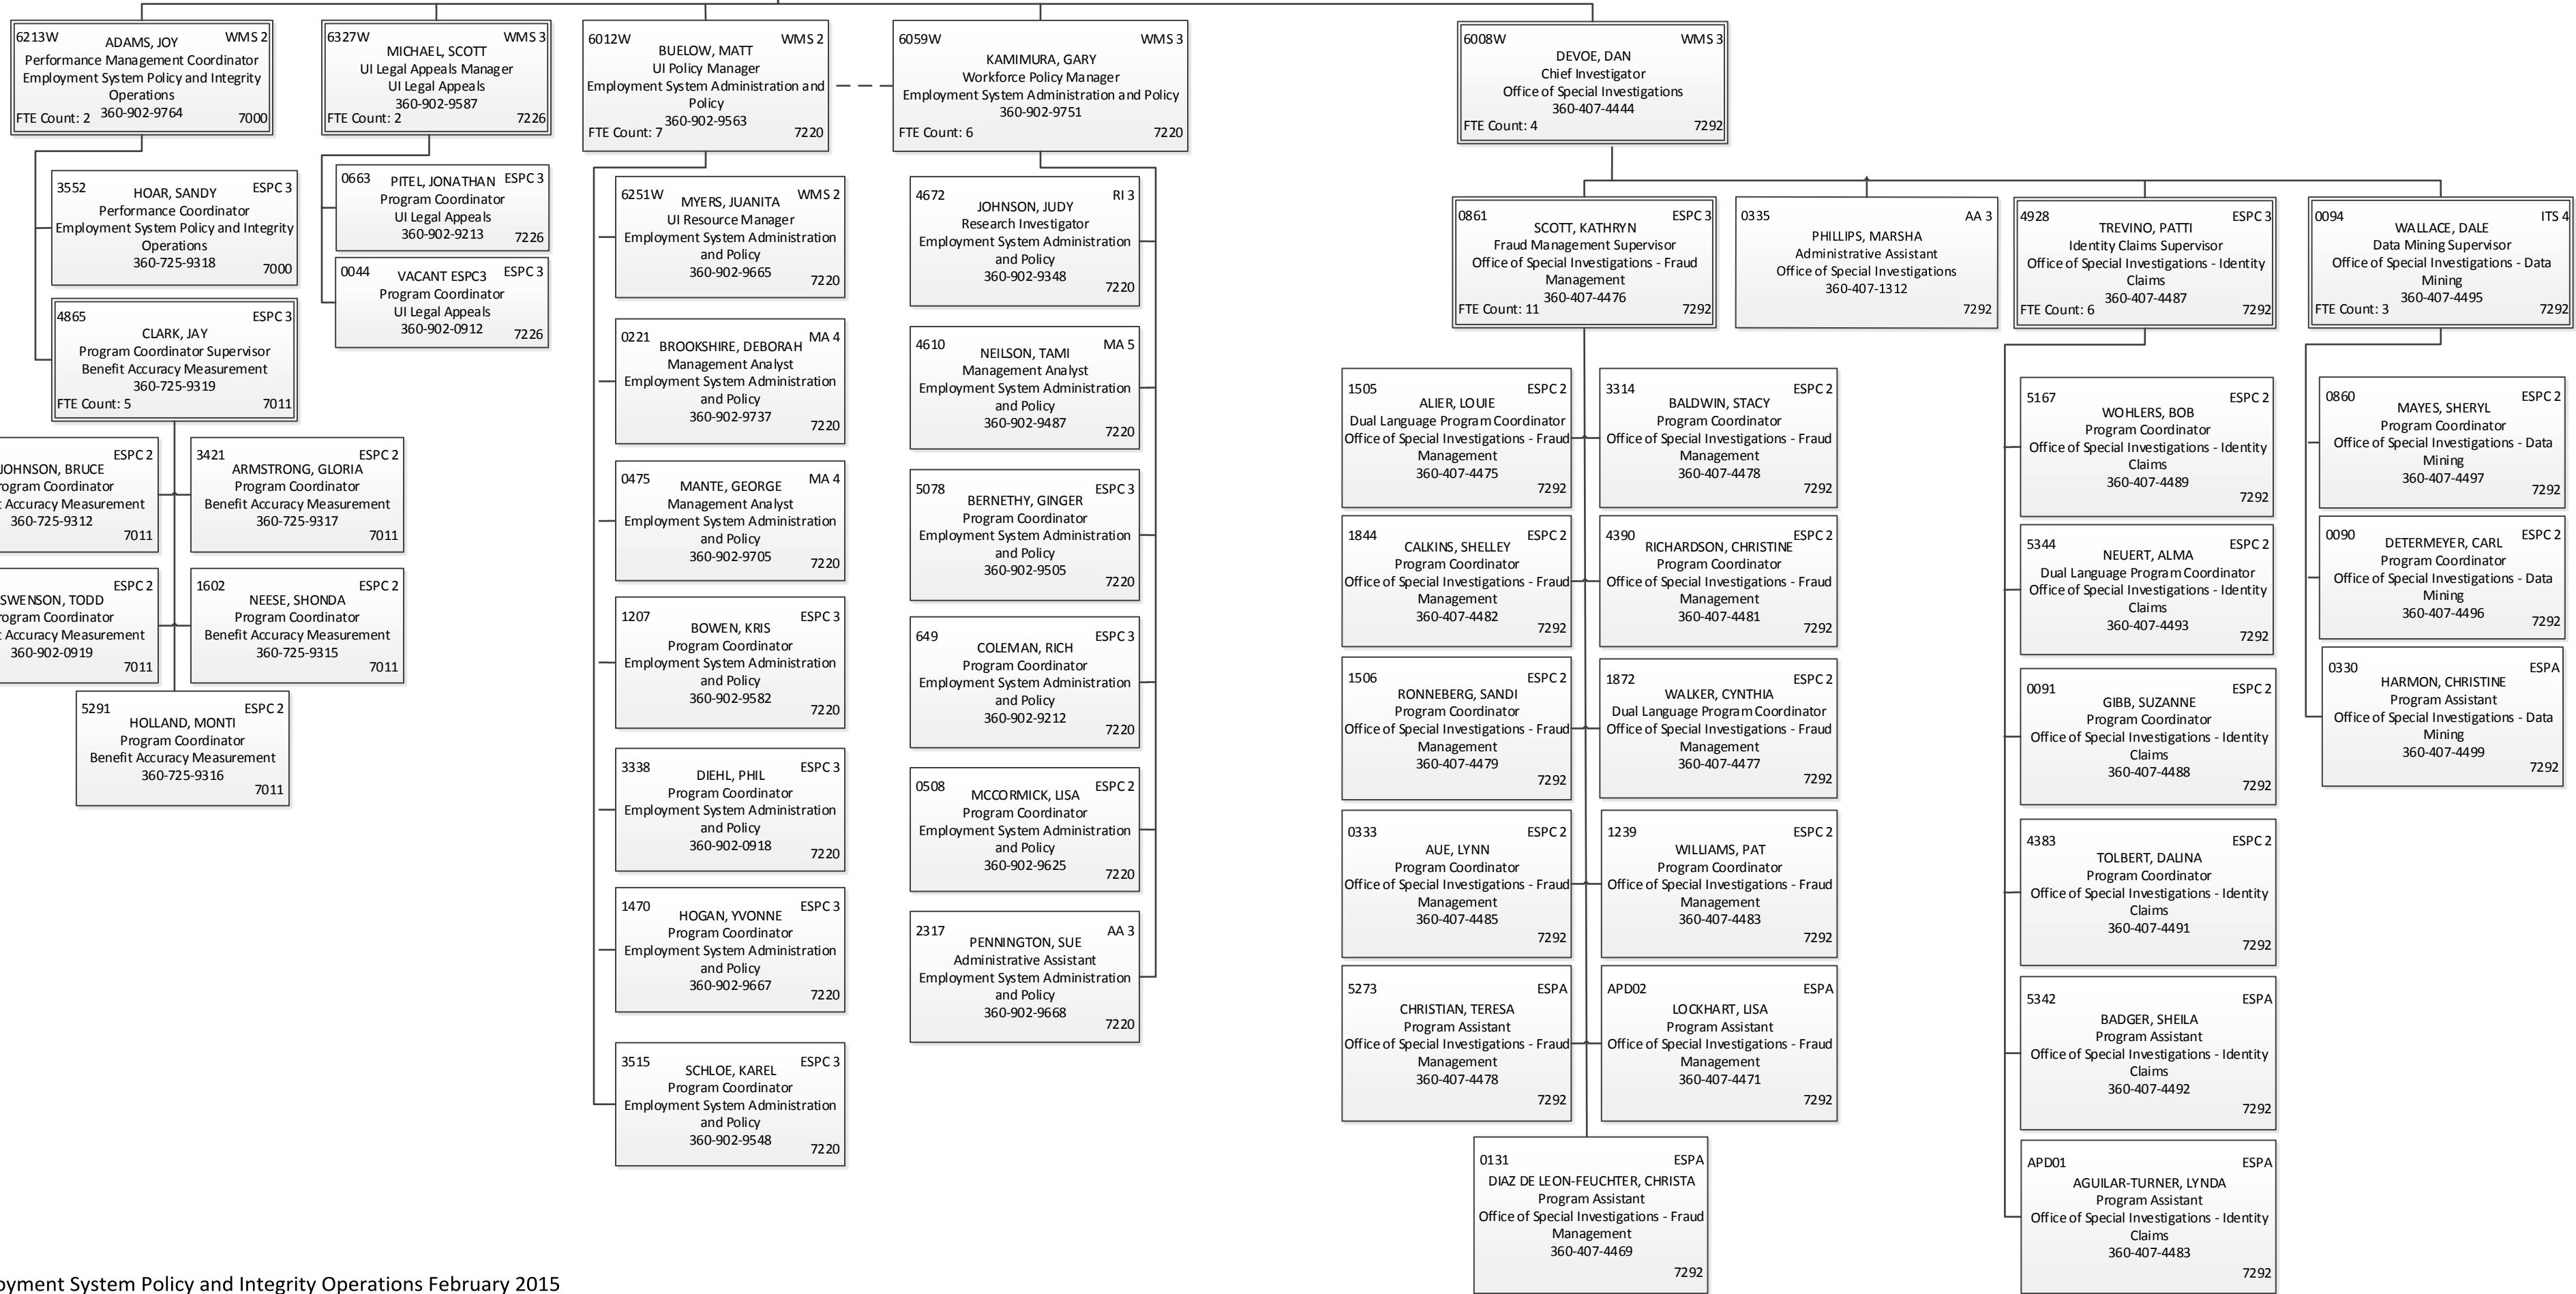 6213W WMS 2
ADAMS, JOY
Performance Management Coordinator
Employment System Policy and Integrity
Operations
360-902-9764
FTE Count: 2 7000
6327W WMS 3
MICHAEL, SCOTT
UI Legal Appeals Manager
UI Legal Appeals
360-902-9587
FTE Count: 2 7226
6012W WMS 2
BUELOW, MATT
UI Policy Manager
Employment System Administration and
Policy
360-902-9563
FTE Count: 7 7220
6059W WMS 3
KAMIMURA, GARY
Workforce Policy Manager
Employment System Administration and Policy
360-902-9751
FTE Count: 6 7220
6008W WMS 3
DEVOE, DAN
Chief Investigator
Office of Special Investigations
360-407-4444
FTE Count: 4 7292
3552 ESPC 3
HOAR, SANDY
Performance Coordinator
Employment System Policy and Integrity
Operations
360-725-9318
7000
4865 ESPC 3
CLARK, JAY
Program Coordinator Supervisor
Benefit Accuracy Measurement
360-725-9319
FTE Count: 5 7011
ESPC 2
JOHNSON, BRUCE
rogram Coordinator
t Accuracy Measurement
360-725-9312
7011
3421 ESPC 2
ARMSTRONG, GLORIA
Program Coordinator
Benefit Accuracy Measurement
360-725-9317
7011
ESPC 2
SWENSON, TODD
rogram Coordinator
t Accuracy Measurement
360-902-0919
7011
1602 ESPC 2
NEESE, SHONDA
Program Coordinator
Benefit Accuracy Measurement
360-725-9315
7011
5291 ESPC 2
HOLLAND, MONTI
Program Coordinator
Benefit Accuracy Measurement
360-725-9316
7011
0663 ESPC 3
PITEL, JONATHAN
Program Coordinator
UI Legal Appeals
360-902-9213
7226
0044 ESPC 3
VACANT ESPC3
Program Coordinator
UI Legal Appeals
360-902-0912
7226
6251W WMS 2
MYERS, JUANITA
UI Resource Manager
Employment System Administration
and Policy
360-902-9665
7220
0221 MA 4
BROOKSHIRE, DEBORAH
Management Analyst
Employment System Administration
and Policy
360-902-9737
7220
0475 MA 4
MANTE, GEORGE
Management Analyst
Employment System Administration
and Policy
360-902-9705
7220
1207 ESPC 3
BOWEN, KRIS
Program Coordinator
Employment System Administration
and Policy
360-902-9582
7220
3338 ESPC 3
DIEHL, PHIL
Program Coordinator
Employment System Administration
and Policy
360-902-0918
7220
1470 ESPC 3
HOGAN, YVONNE
Program Coordinator
Employment System Administration
and Policy
360-902-9667
7220
3515 ESPC 3
SCHLOE, KAREL
Program Coordinator
Employment System Administration
and Policy
360-902-9548
7220
4672 RI 3
JOHNSON, JUDY
Research Investigator
Employment System Administration
and Policy
360-902-9348
7220
4610 MA 5
NEILSON, TAMI
Management Analyst
Employment System Administration
and Policy
360-902-9487
7220
5078 ESPC 3
BERNETHY, GINGER
Program Coordinator
Employment System Administration
and Policy
360-902-9505
7220
649 ESPC 3
COLEMAN, RICH
Program Coordinator
Employment System Administration
and Policy
360-902-9212
7220
0508 ESPC 2
MCCORMICK, LISA
Program Coordinator
Employment System Administration
and Policy
360-902-9625
7220
2317 AA 3
PENNINGTON, SUE
Administrative Assistant
Employment System Administration
and Policy
360-902-9668
7220
0861 ESPC 3
SCOTT, KATHRYN
Fraud Management Supervisor
Office of Special Investigations - Fraud
Management
360-407-4476
FTE Count: 11 7292
0335 AA 3
PHILLIPS, MARSHA
Administrative Assistant
Office of Special Investigations
360-407-1312
7292
4928 ESPC 3
TREVINO, PATTI
Identity Claims Supervisor
Office of Special Investigations - Identity
Claims
360-407-4487
FTE Count: 6 7292
0094 ITS 4
WALLACE, DALE
Data Mining Supervisor
Office of Special Investigations - Data
Mining
360-407-4495
FTE Count: 3 7292
1505 ESPC 2
ALIER, LOUIE
Dual Language Program Coordinator
Office of Special Investigations - Fraud
Management
360-407-4475
7292
3314 ESPC 2
BALDWIN, STACY
Program Coordinator
Office of Special Investigations - Fraud
Management
360-407-4478
7292
1844 ESPC 2
CALKINS, SHELLEY
Program Coordinator
Office of Special Investigations - Fraud
Management
360-407-4482
7292
4390 ESPC 2
RICHARDSON, CHRISTINE
Program Coordinator
Office of Special Investigations - Fraud
Management
360-407-4481
7292
1506 ESPC 2
RONNEBERG, SANDI
Program Coordinator
Office of Special Investigations - Fraud
Management
360-407-4479
7292
1872 ESPC 2
WALKER, CYNTHIA
Dual Language Program Coordinator
Office of Special Investigations - Fraud
Management
360-407-4477
7292
0333 ESPC 2
AUE, LYNN
Program Coordinator
Office of Special Investigations - Fraud
Management
360-407-4485
7292
1239 ESPC 2
WILLIAMS, PAT
Program Coordinator
Office of Special Investigations - Fraud
Management
360-407-4483
7292
5273 ESPA
CHRISTIAN, TERESA
Program Assistant
Office of Special Investigations - Fraud
Management
360-407-4478
7292
APD02 ESPA
LOCKHART, LISA
Program Assistant
Office of Special Investigations - Fraud
Management
360-407-4471
7292
0131 ESPA
DIAZ DE LEON-FEUCHTER, CHRISTA
Program Assistant
Office of Special Investigations - Fraud
Management
360-407-4469
7292
5167 ESPC 2
WOHLERS, BOB
Program Coordinator
Office of Special Investigations - Identity
Claims
360-407-4489
7292
5344 ESPC 2
NEUERT, ALMA
Dual Language Program Coordinator
Office of Special Investigations - Identity
Claims
360-407-4493
7292
0091 ESPC 2
GIBB, SUZANNE
Program Coordinator
Office of Special Investigations - Identity
Claims
360-407-4488
7292
4383 ESPC 2
TOLBERT, DALINA
Program Coordinator
Office of Special Investigations - Identity
Claims
360-407-4491
7292
5342 ESPA
BADGER, SHEILA
Program Assistant
Office of Special Investigations - Identity
Claims
360-407-4492
7292
APD01 ESPA
AGUILAR-TURNER, LYNDA
Program Assistant
Office of Special Investigations - Identity
Claims
360-407-4483
7292
0860 ESPC 2
MAYES, SHERYL
Program Coordinator
Office of Special Investigations - Data
Mining
360-407-4497
7292
0090 ESPC 2
DETERMEYER, CARL
Program Coordinator
Office of Special Investigations - Data
Mining
360-407-4496
7292
0330 ESPA
HARMON, CHRISTINE
Program Assistant
Office of Special Investigations - Data
Mining
360-407-4499
7292
oyment System Policy and Integrity Operations February 2015